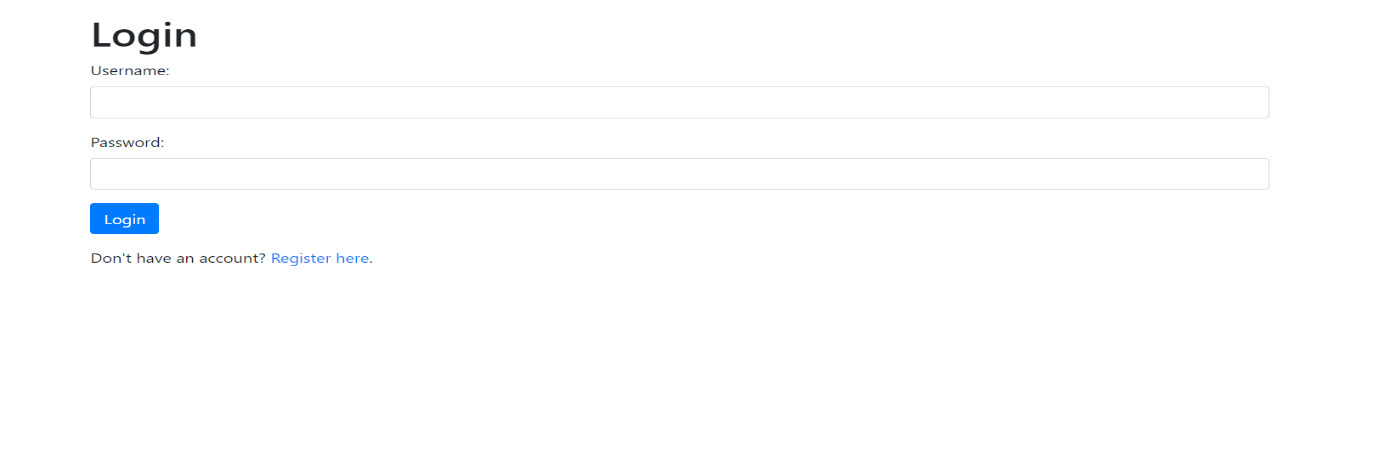 Login
Username:
Password:
Login
Don't have an account? Register here.